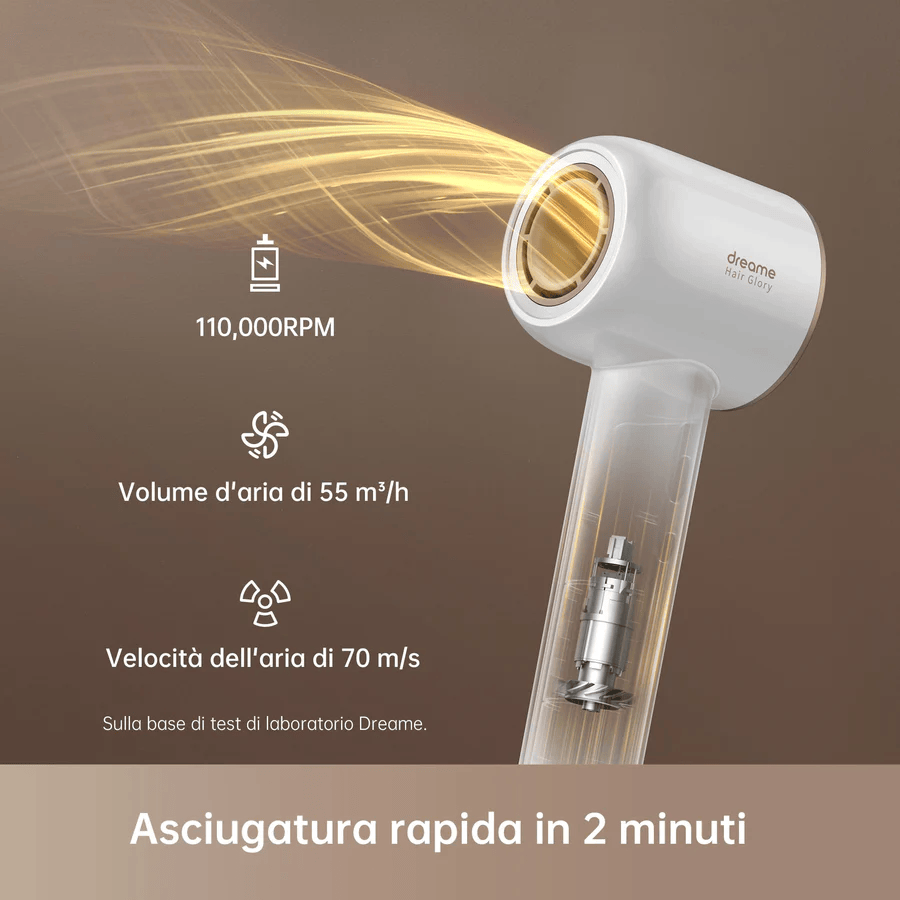 dreame
Hair Glory
110,000RPM
Volume d'aria di 55 m³/h
Velocità dell'aria di 70 m/s
Sulla base di test di laboratorio Dreame.
Asciugatura rapida in 2 minuti